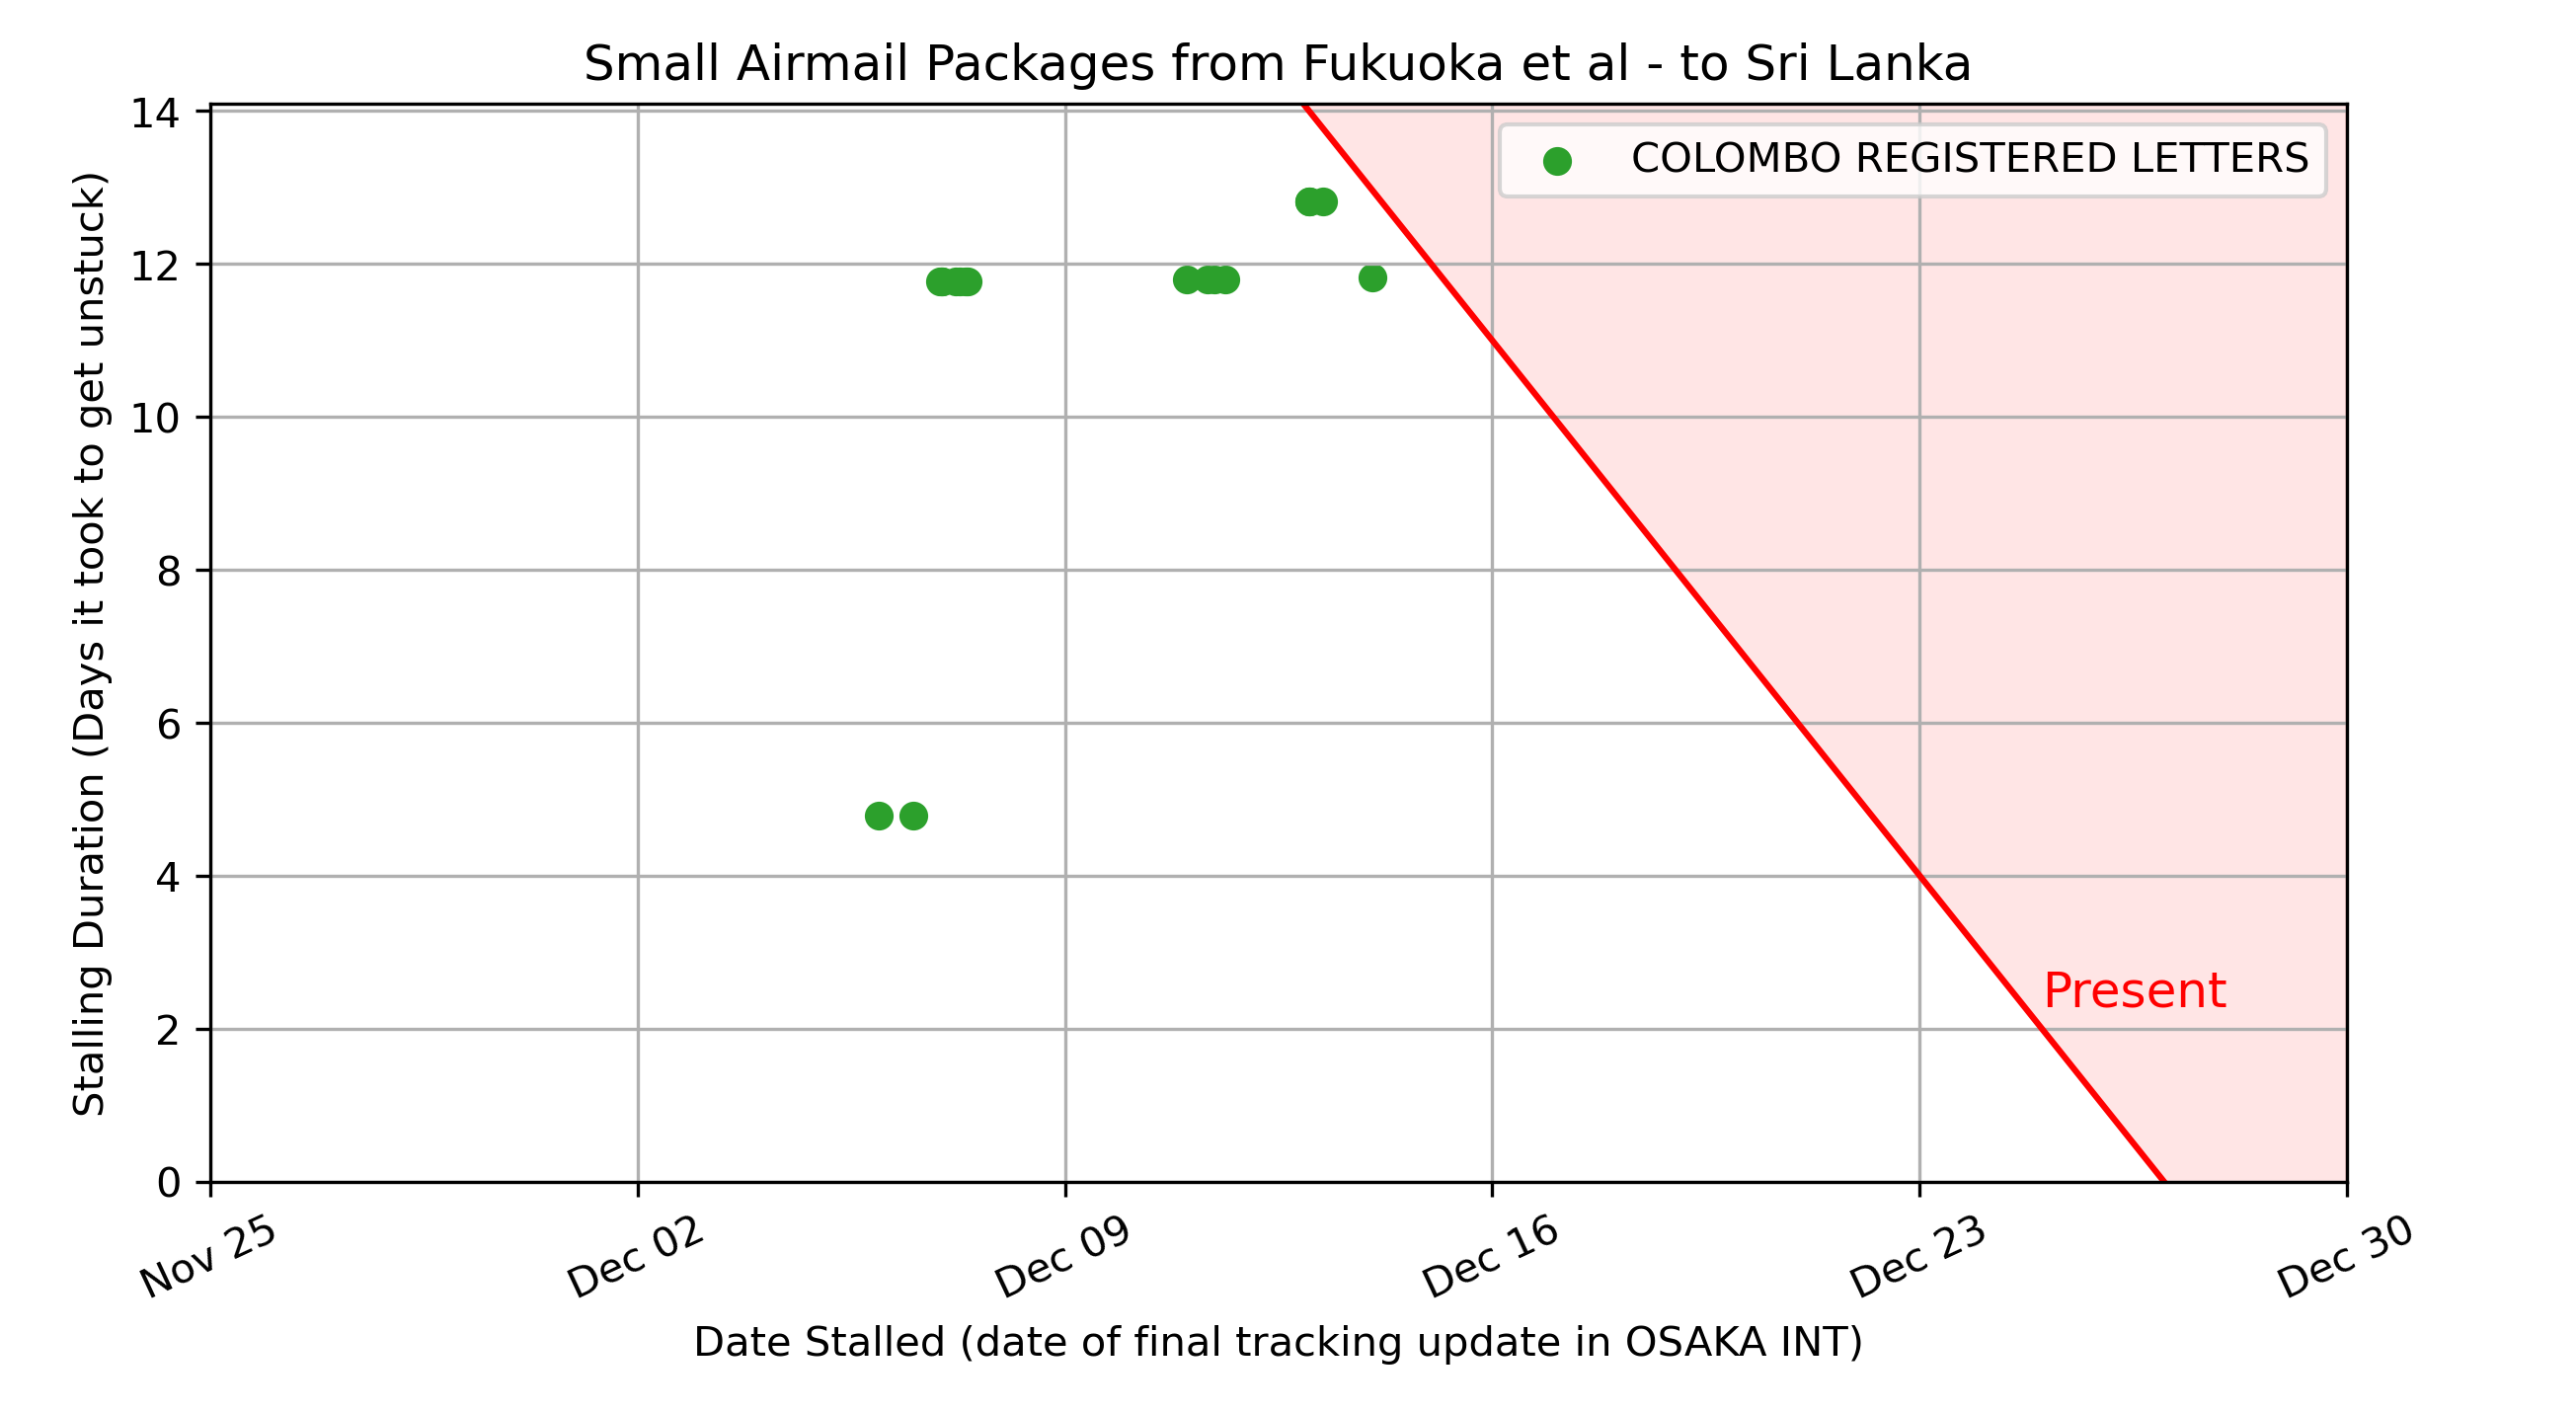 Small Airmail Packages from Fukuoka et al - to Sri Lanka
Stalling Duration (Days it took to get unstuck)
14
12
10
8
6
4
2
0
COLOMBO REGISTERED LETTERS
Present
Nov 25
Dec 02
Dec 09
Dec 16
Dec 23
Dec 30
Date Stalled (date of final tracking update in OSAKA INT)